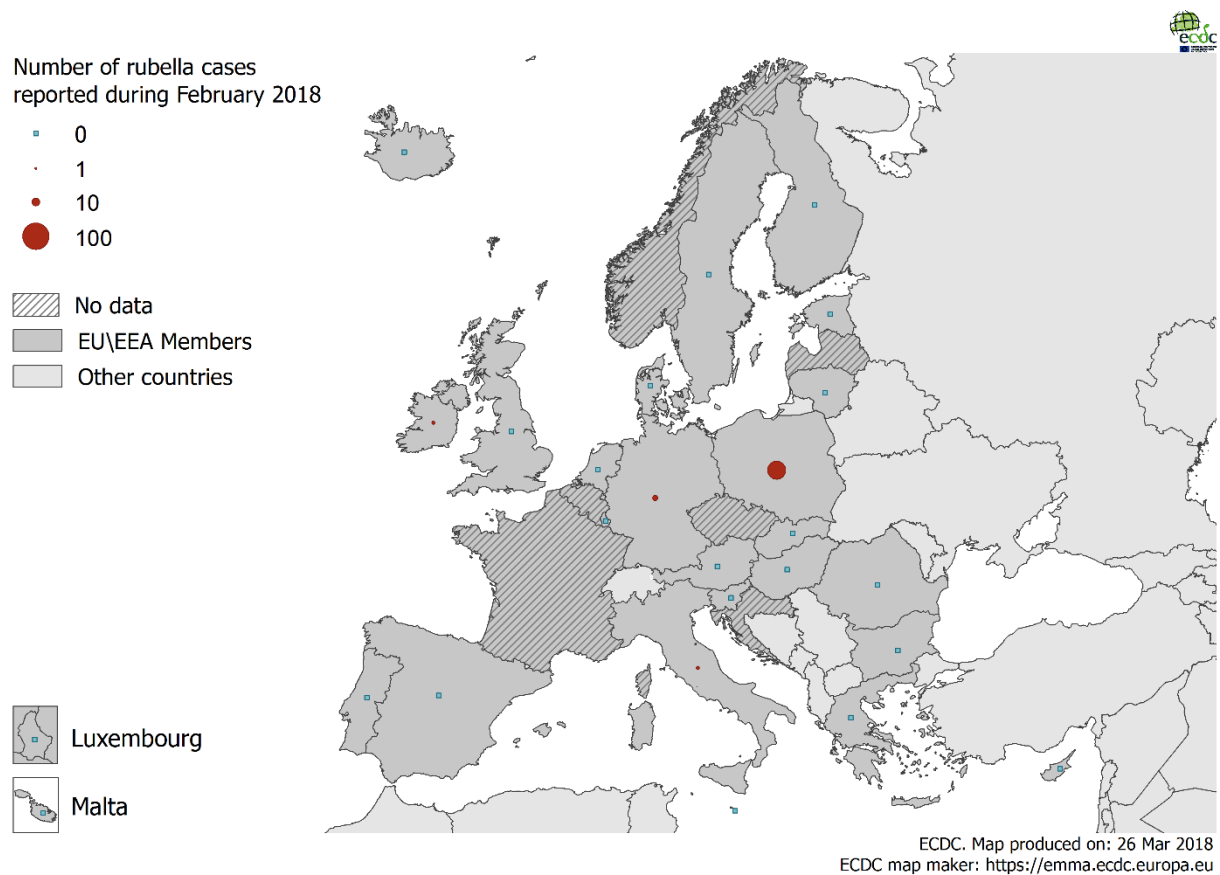 ecdc
Number of rubella cases
reported during February 2018
0
1
10
100
No data
EU\EEA Members
Other countries
Luxembourg
Malta
ECDC. Map produced on: 26 Mar 2018
ECDC map maker: https://emma.ecdc.europa.eu